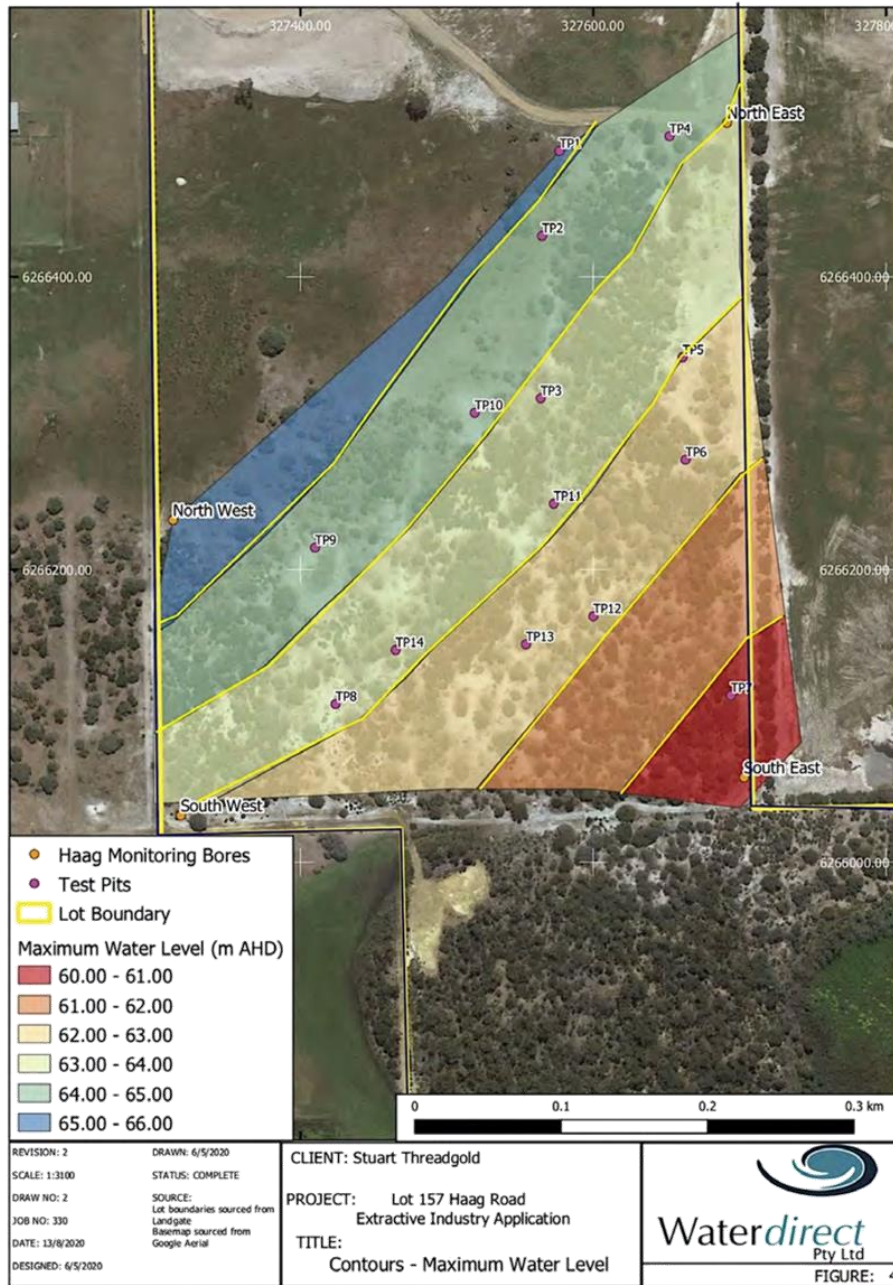 327400.00
327600.00
327800
North East
TP1
TP4
TP2
6266400.00
6266400.00
TP5
TP3
TP10
TP6
North West
TP11
TP9
6266200.00
6266200.00
TP12
TP13
TP14
TP7
TP8
South East
South West
6266000.00
Haag Monitoring Bores
Test Pits
Lot Boundary
Maximum Water Level (m AHD)
60.00 - 61.00
61.00 - 62.00
62.00 - 63.00
63.00 - 64.00
64.00 - 65.00
65.00 - 66.00
0 0.1 0.2 0.3 km
REVISION: 2
SCALE: 1:3100
DRAW NO: 2
JOB NO: 330
DATE: 13/8/2020
DESIGNED: 6/5/2020
DRAWN: 6/5/2020
STATUS: COMPLETE
SOURCE:
Lot boundaries sourced from
Landgate
Basemap sourced from
Google Aerial
CLIENT: Stuart Threadgold
PROJECT: Lot 157 Haag Road
Extractive Industry Application
TITLE:
Contours - Maximum Water Level
Waterdirect
Pty Ltd
FIGURE: